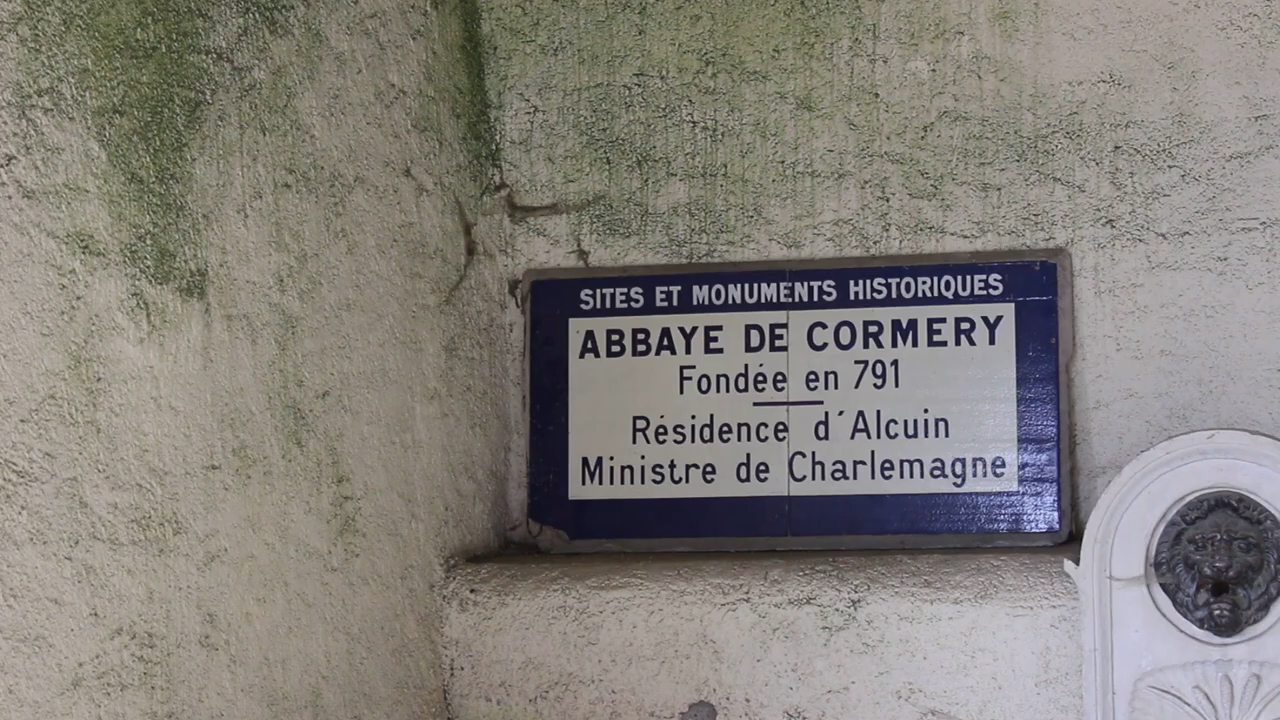 SITES ET MONUMENTS HISTORIQUES
ABBAYE DE CORMERY
Fondée en 791
Résidence d'Alcuin
Ministre de Charlemagne